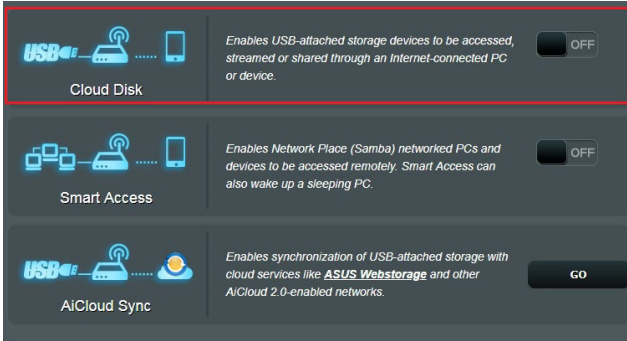 USB
Cloud Disk
Enables USB-attached storage devices to be accessed,
streamed or shared through an Internet-connected PC
or device.
OFF
Smart Access
Enables Network Place (Samba) networked PCs and
devices to be accessed remotely. Smart Access can
also wake up a sleeping PC.
OFF
USB
AiCloud Sync
Enables synchronization of USB-attached storage with
cloud services like ASUS Webstorage and other
AiCloud 2.0-enabled networks.
GO